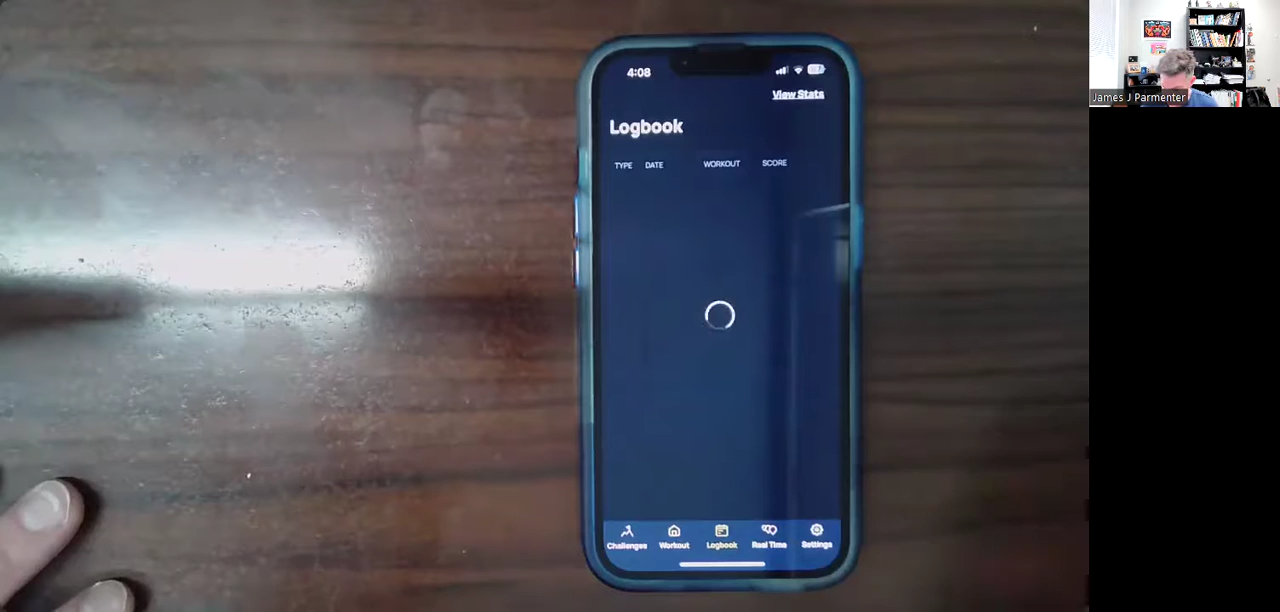 4:08
View Stats
Logbook
TYPE DATE WORKOUT SCORE
Challenges Workout Logbook Real Time Settings
James J Parmenter